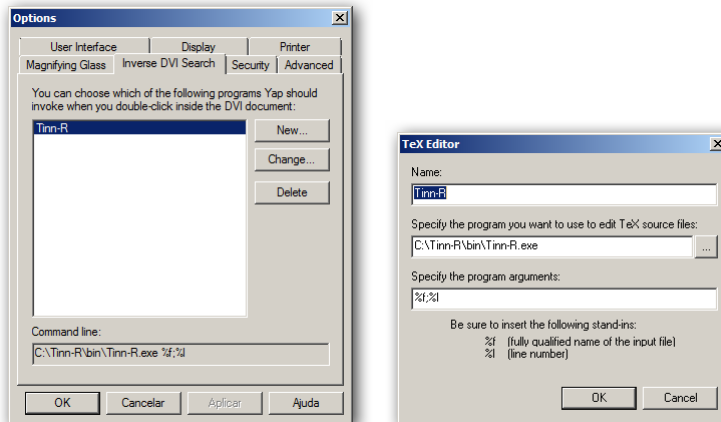 Options
User Interface Display Printer
Magnifying Glass Inverse DVI Search Security Advanced
You can choose which of the following programs Yap should
invoke when you double-click inside the DVI document:
Tinn-R
New...
Change...
Delete
Command line:
C:\Tinn-R\bin\Tinn-R.exe %f;%l
OK Cancelar Aplicar Ajuda
TeX Editor
Name:
Tinn-R
Specify the program you want to use to edit TeX source files:
C:\Tinn-R\bin\Tinn-R.exe ...
Specify the program arguments:
%f;%l
Be sure to insert the following stand-ins:
%f (fully qualified name of the input file)
%l (line number)
OK Cancel